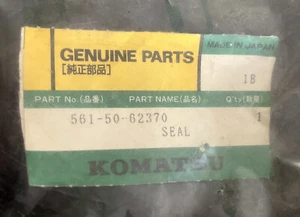 GENUINE PARTS
[純正部品]
MADE IN JAPAN
1B
PART No.(品番) PART NAME(品名) Q'ty(数量)
561-50-62370 1
SEAL
KOMATSU